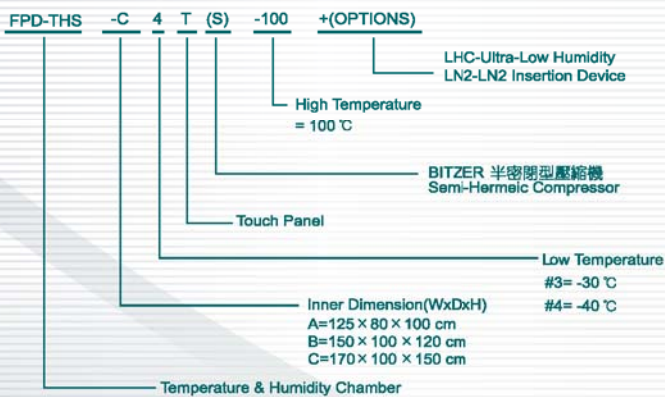 FPD-THS -C 4 T (S) -100 +(OPTIONS)
LHC-Ultra-Low Humidity
LN2-LN2 Insertion Device
High Temperature
= 100 ℃
BITZER 半密閉型壓縮機
Semi-Hermeic Compressor
Touch Panel
Low Temperature
#3= -30 ℃
#4= -40 ℃
Inner Dimension(WxDxH)
A=125×80×100 cm
B=150×100×120 cm
C=170×100×150 cm
Temperature & Humidity Chamber